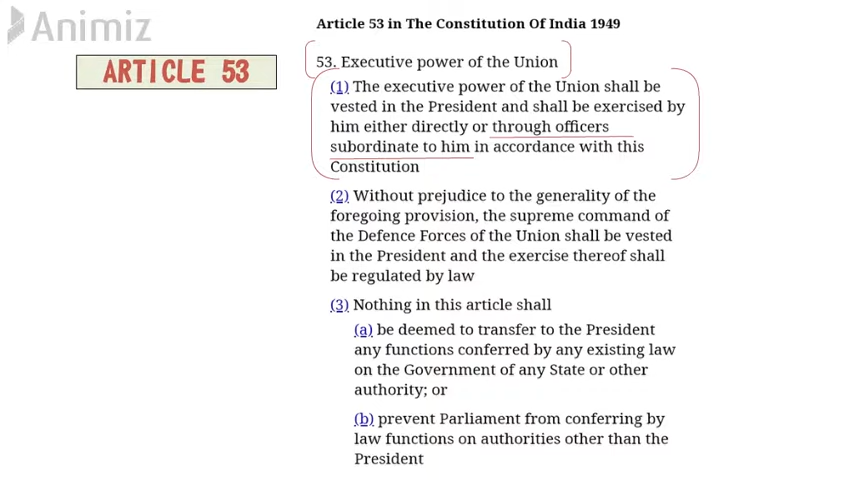 Animiz
Article 53 in The Constitution Of India 1949
ARTICLE 53
53. Executive power of the Union
(1) The executive power of the Union shall be
vested in the President and shall be exercised by
him either directly or through officers
subordinate to him in accordance with this
Constitution
(2) Without prejudice to the generality of the
foregoing provision, the supreme command of
the Defence Forces of the Union shall be vested
in the President and the exercise thereof shall
be regulated by law
(3) Nothing in this article shall
(a) be deemed to transfer to the President
any functions conferred by any existing law
on the Government of any State or other
authority; or
(b) prevent Parliament from conferring by
law functions on authorities other than the
President